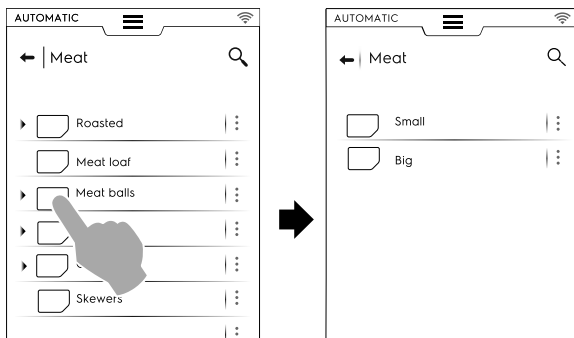 AUTOMATIC
Meat
Roasted
Meat loaf
Meat balls
Skewers
AUTOMATIC
Meat
Small
Big